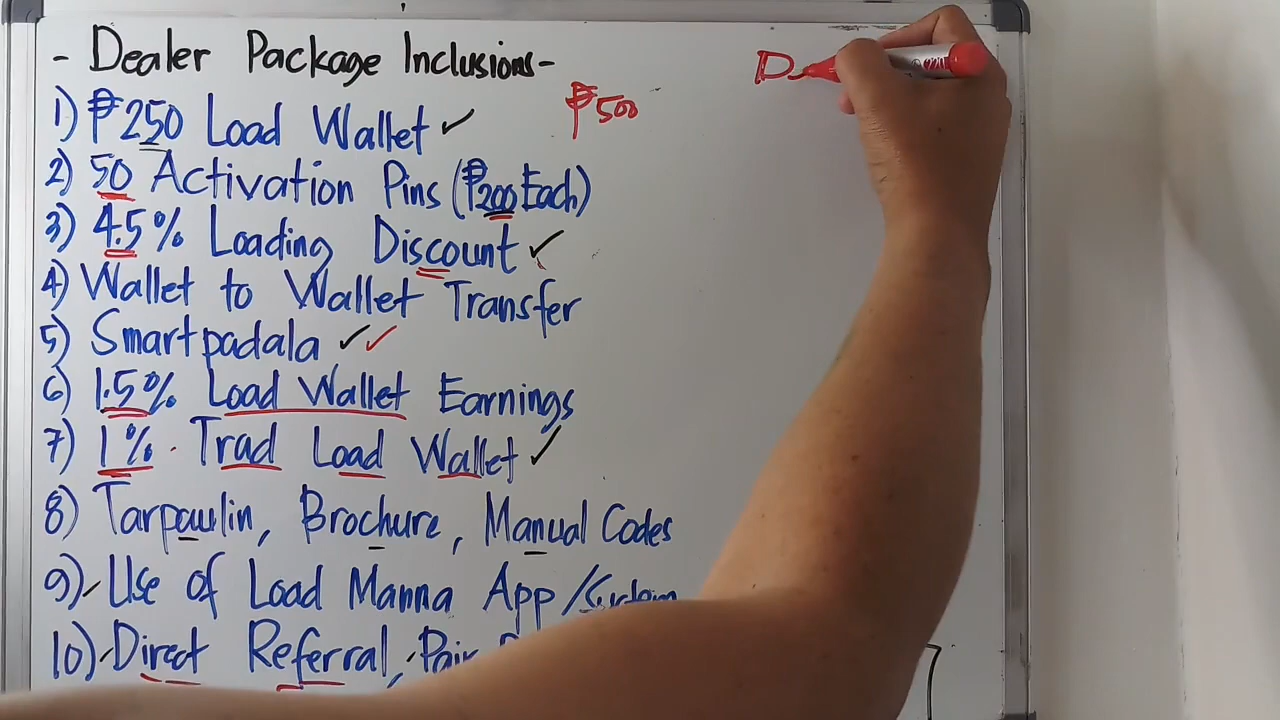 - Dealer Package Inclusions -
1) ₱250 Load Wallet ✓
₱500
D
2) 50 Activation Pins (₱200 Each)
3) 4.5% Loading Discount ✓
4) Wallet to Wallet Transfer
5) Smartpadala ✓ ✓
6) 1.5% Load Wallet Earnings
7) 1% Trad Load Wallet ✓
8) Tarpaulin, Brochure, Manual Codes
9) Use of Load Manna App/System
10) Direct Referral, Pair